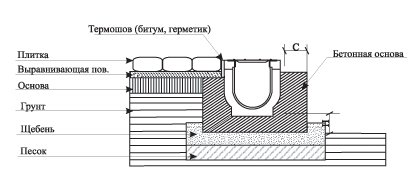 Термошов (битум, герметик)
С
Плитка
Бетонная основа
Выравнивающая пов.
Основа
Грунт
Щебень
Песок